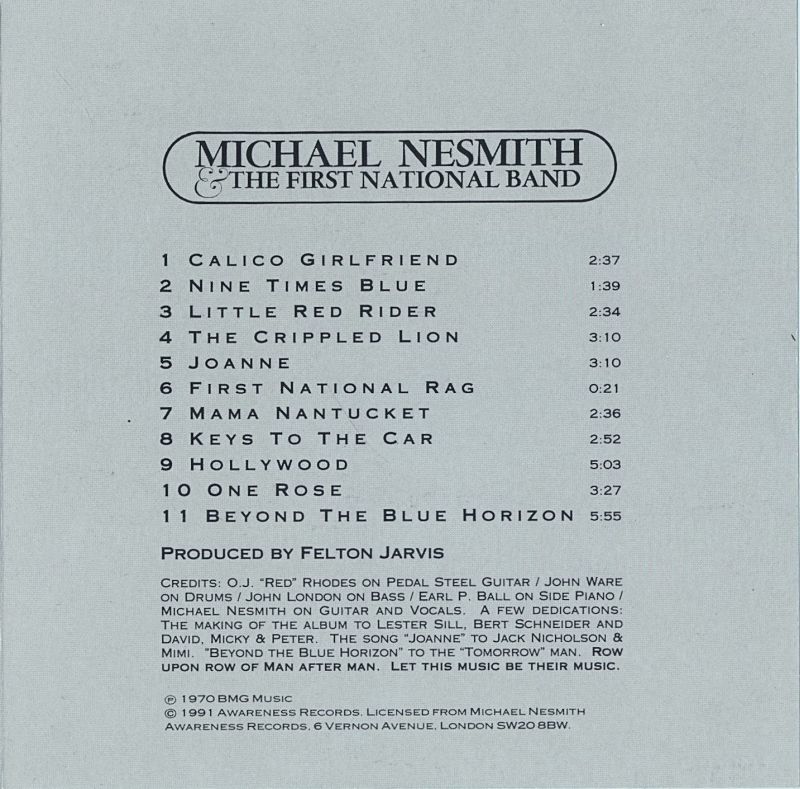 MICHAEL NESMITH
& THE FIRST NATIONAL BAND
1 CALICO GIRLFRIEND 2:37
2 NINE TIMES BLUE 1:39
3 LITTLE RED RIDER 2:34
4 THE CRIPPLED LION 3:10
5 JOANNE 3:10
6 FIRST NATIONAL RAG 0:21
7 MAMA NANTUCKET 2:36
8 KEYS TO THE CAR 2:52
9 HOLLYWOOD 5:03
10 ONE ROSE 3:27
11 BEYOND THE BLUE HORIZON 5:55
PRODUCED BY FELTON JARVIS
CREDITS: O.J. "RED" RHODES ON PEDAL STEEL GUITAR / JOHN WARE
ON DRUMS / JOHN LONDON ON BASS / EARL P. BALL ON SIDE PIANO /
MICHAEL NESMITH ON GUITAR AND VOCALS. A FEW DEDICATIONS:
THE MAKING OF THE ALBUM TO LESTER SILL, BERT SCHNEIDER AND
DAVID, MICKY & PETER. THE SONG "JOANNE" TO JACK NICHOLSON &
MIMI. "BEYOND THE BLUE HORIZON" TO THE "TOMORROW" MAN. ROW
UPON ROW OF MAN AFTER MAN. LET THIS MUSIC BE THEIR MUSIC.
℗ 1970 BMG MUSIC
© 1991 AWARENESS RECORDS. LICENSED FROM MICHAEL NESMITH
AWARENESS RECORDS, 6 VERNON AVENUE, LONDON SW20 8BW.